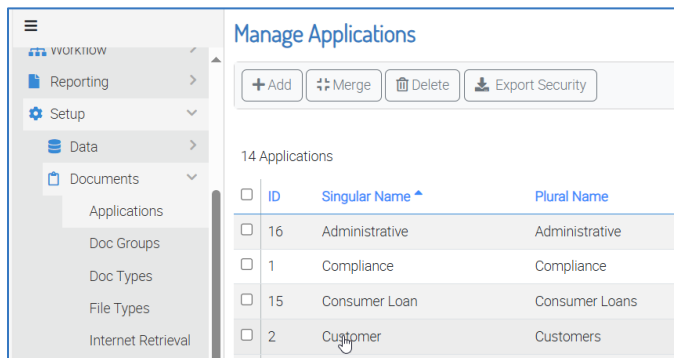 Manage Applications
Workflow
Reporting
Add
Merge
Delete
Export Security
Setup
Data
14 Applications
Documents
ID Singular Name Plural Name
Applications
16 Administrative Administrative
Doc Groups
1 Compliance Compliance
Doc Types
15 Consumer Loan Consumer Loans
File Types
2 Customer Customers
Internet Retrieval